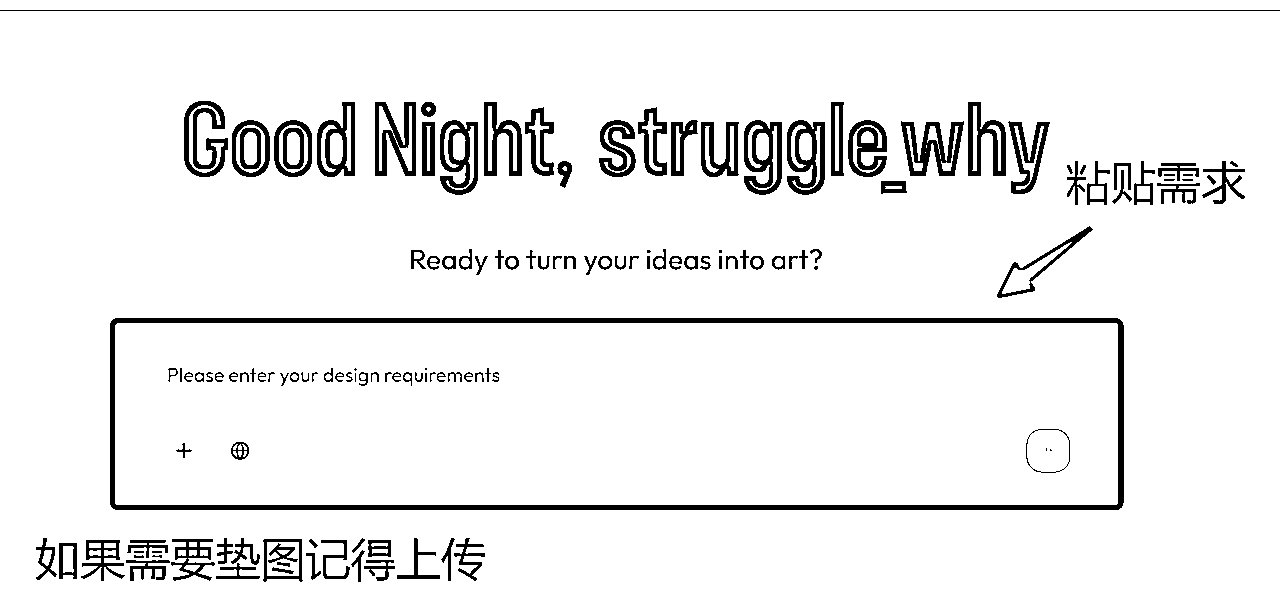 Good Night, struggle_why
粘贴需求
Ready to turn your ideas into art?
Please enter your design requirements
如果需要垫图记得上传